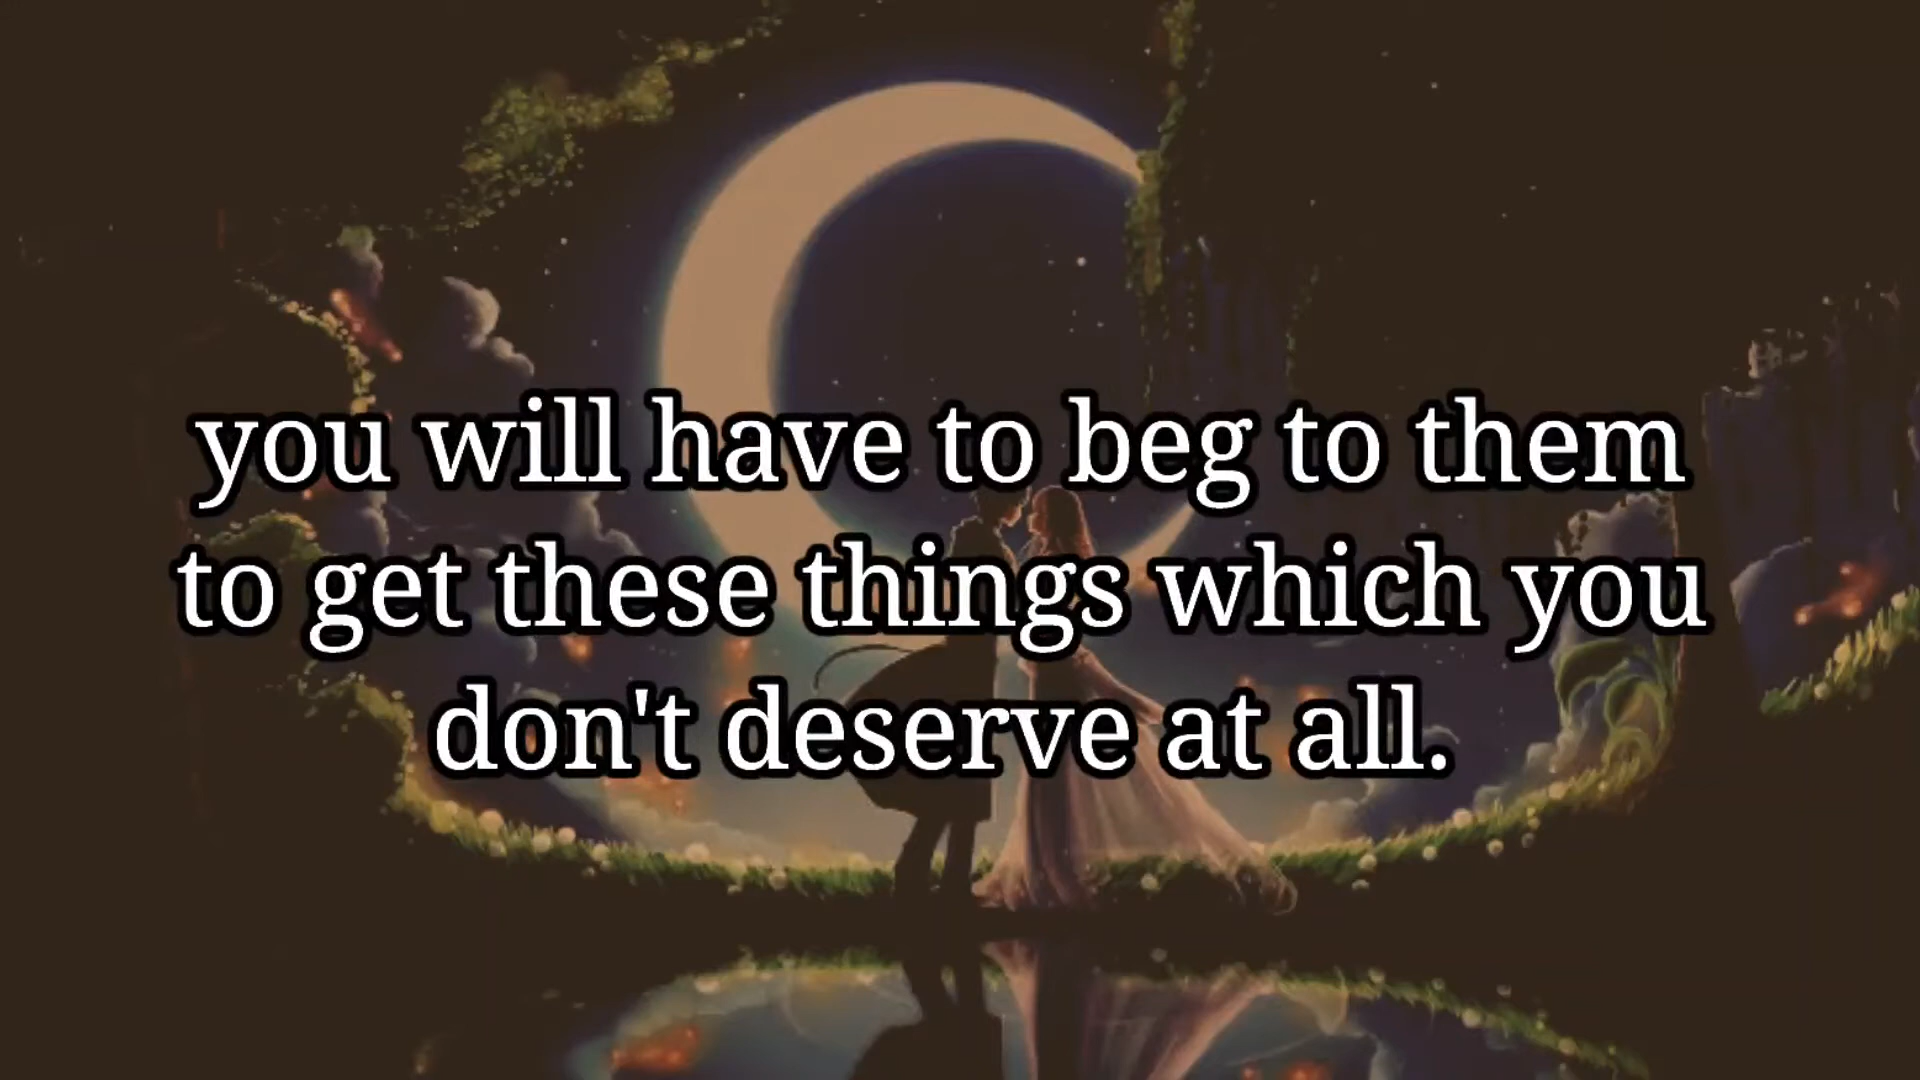 you will have to beg to them
to get these things which you
don't deserve at all.